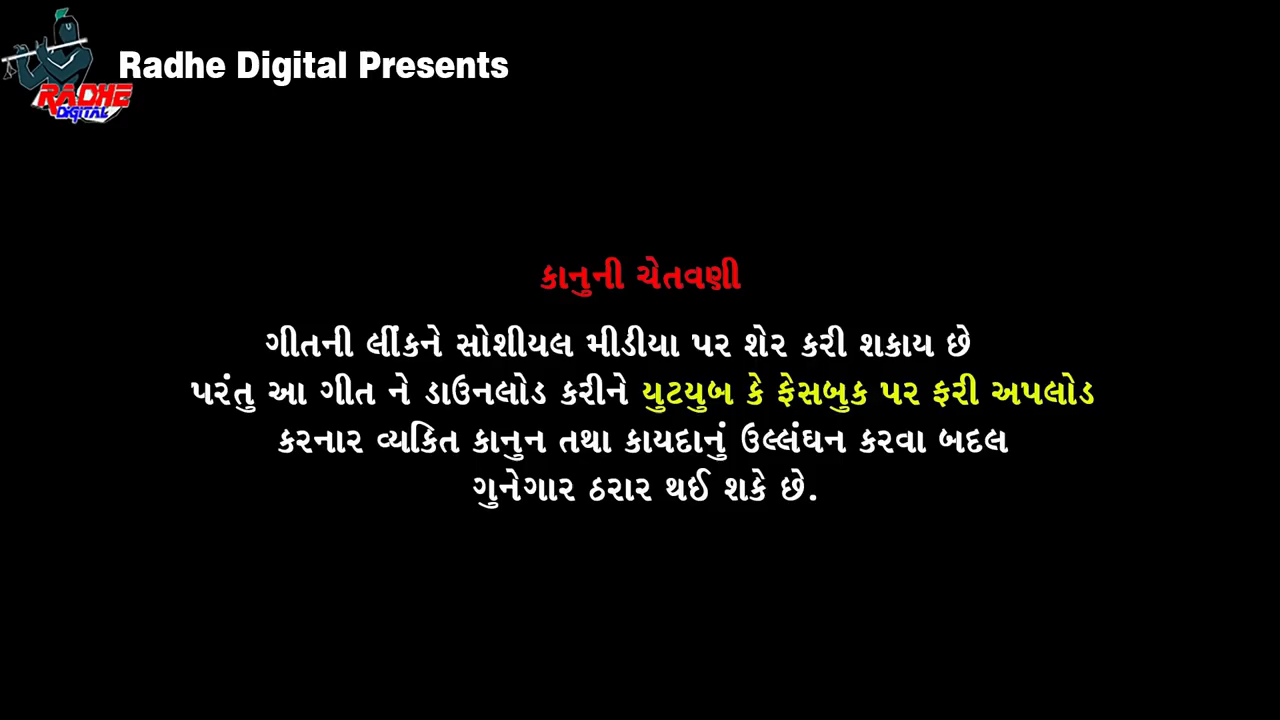 Radhe Digital Presents
RADHE
DIGITAL
કાનુની ચેતવણી
ગીતની લીંકને સોશીયલ મીડીયા પર શેર કરી શકાય છે
પરંતુ આ ગીત ને ડાઉનલોડ કરીને યુટયુબ કે ફેસબુક પર ફરી અપલોડ
કરનાર વ્યકિત કાનુન તથા કાયદાનું ઉલ્લંઘન કરવા બદલ
ગુનેગાર ઠરાર થઈ શકે છે.